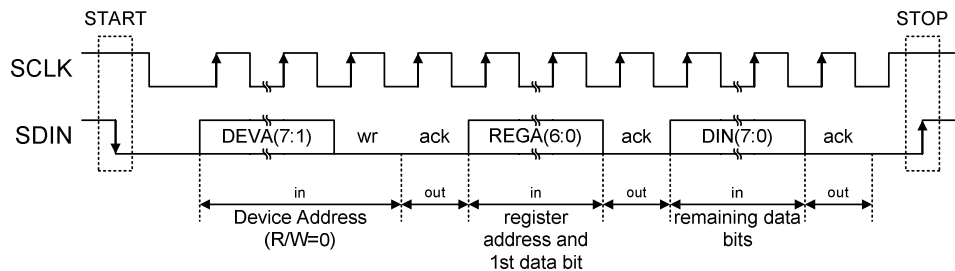 START
STOP
SCLK
SDIN
DEVA(7:1)
wr
ack
REGA(6:0)
ack
DIN(7:0)
ack
in
out
in
out
in
out
Device Address
(R/W=0)
register
address and
1st data bit
remaining data
bits